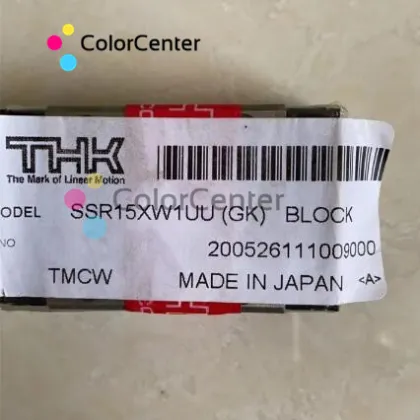 ColorCenter
THK
The Mark of Linear Motion
ColorCenter
ODEL SSR15XW1UU (GK) BLOCK
NO 200526111009000
TMCW MADE IN JAPAN <A>